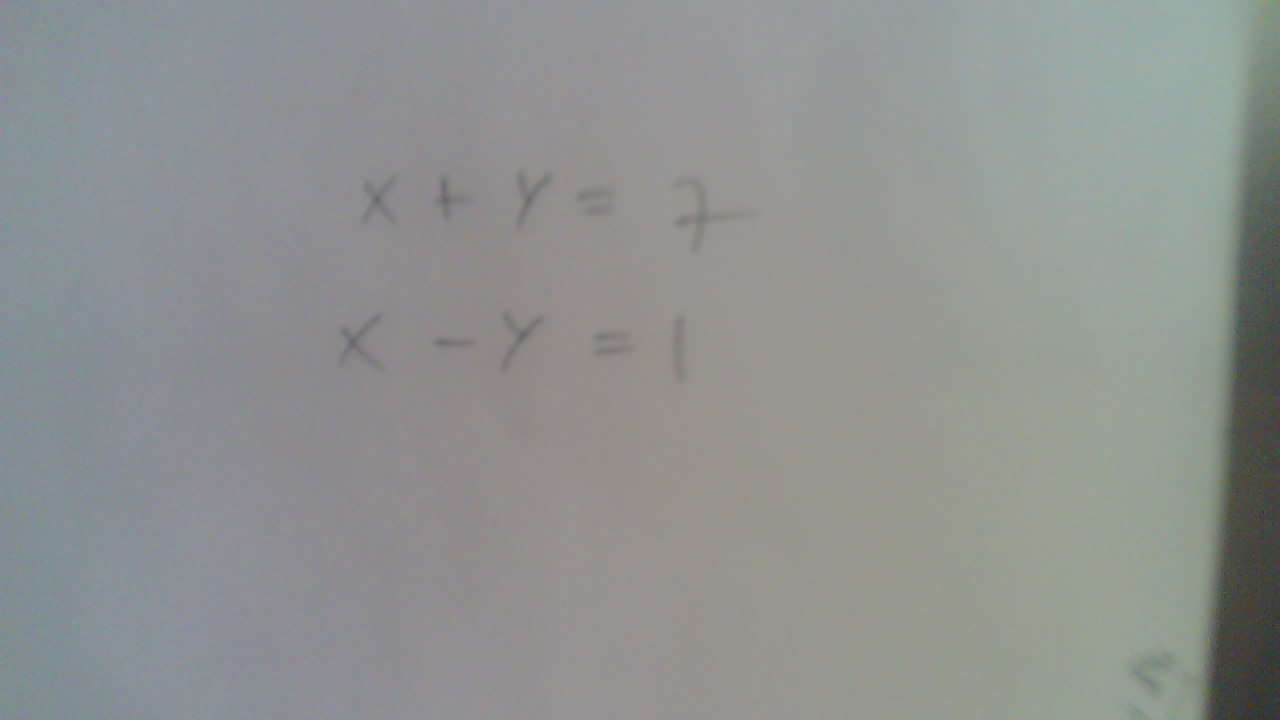 x + y = 7
x - y = 1